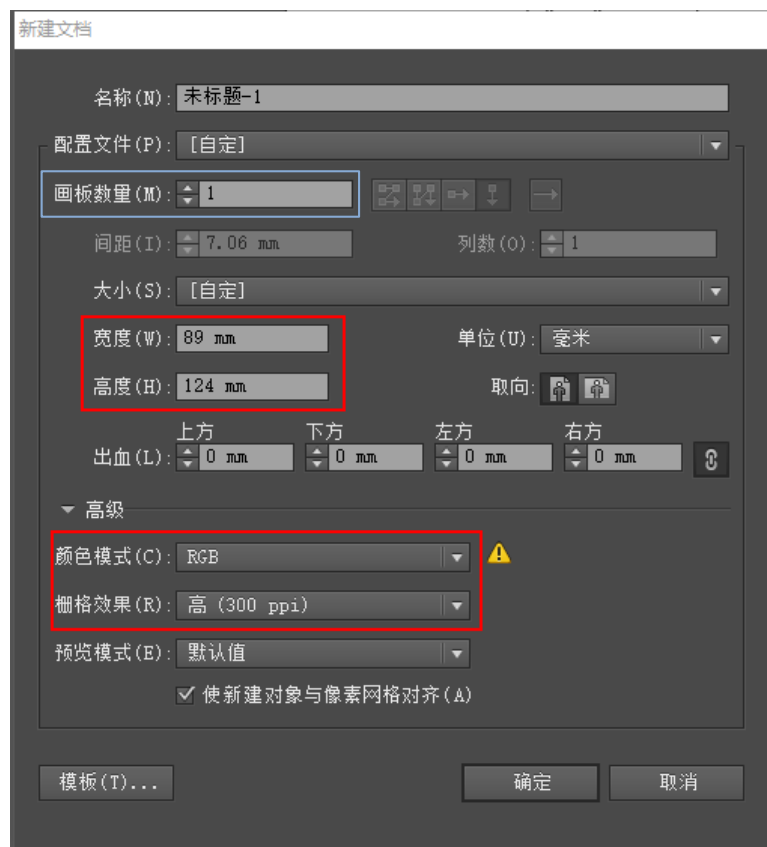 新建文档
名称(N): 未标题-1
配置文件(P): [自定]
画板数量(M): 1
间距(I): 7.06 mm 列数(O): 1
大小(S): [自定]
宽度(W): 89 mm 单位(U): 毫米
高度(H): 124 mm 取向:
上方 下方 左方 右方
出血(L): 0 mm 0 mm 0 mm 0 mm
高级
颜色模式(C): RGB
栅格效果(R): 高 (300 ppi)
预览模式(E): 默认值
使新建对象与像素网格对齐(A)
模板(T)... 确定 取消